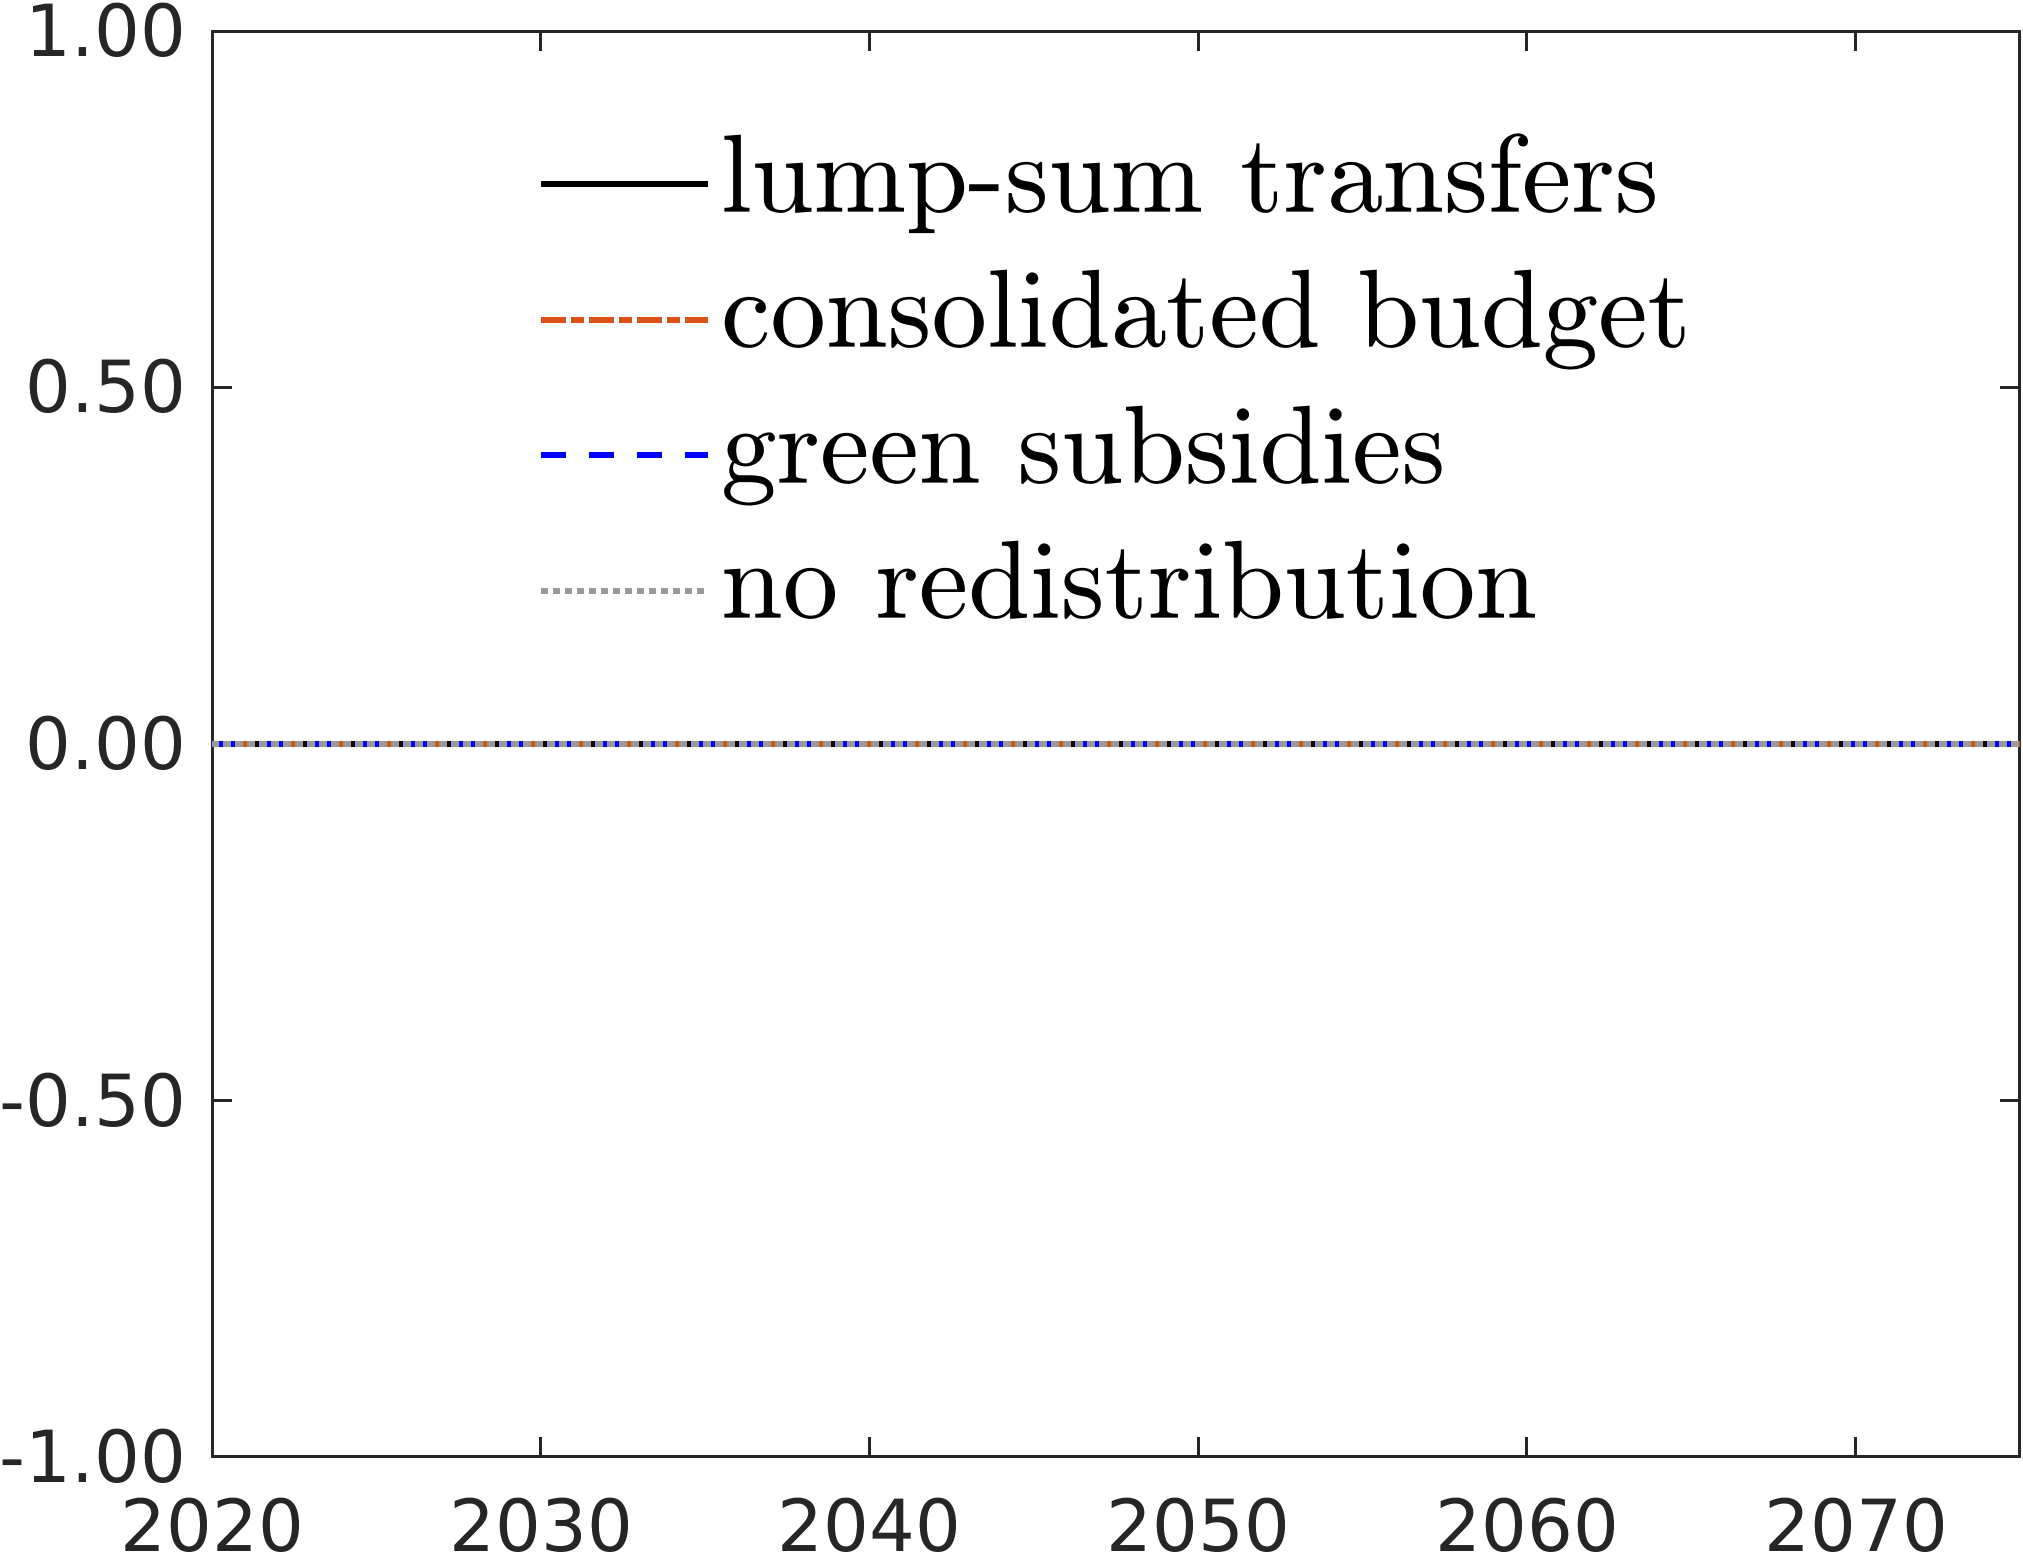 1.00
lump-sum transfers
consolidated budget
0.50
green subsidies
no redistribution
0.00
-0.50
-1.00
2020 2030 2040 2050 2060 2070